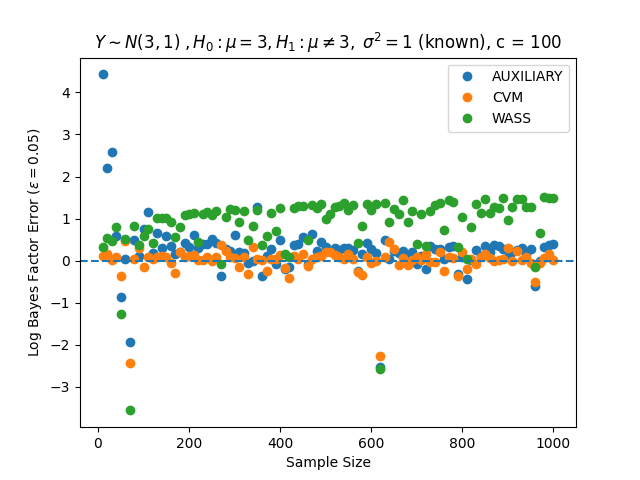 Y ~ N(3, 1) , H₀ : μ = 3, H₁ : μ ≠ 3, σ² = 1 (known), c = 100
AUXILIARY
CVM
WASS
Log Bayes Factor Error (ε = 0.05)
4
3
2
1
0
−1
−2
−3
0 200 400 600 800 1000
Sample Size